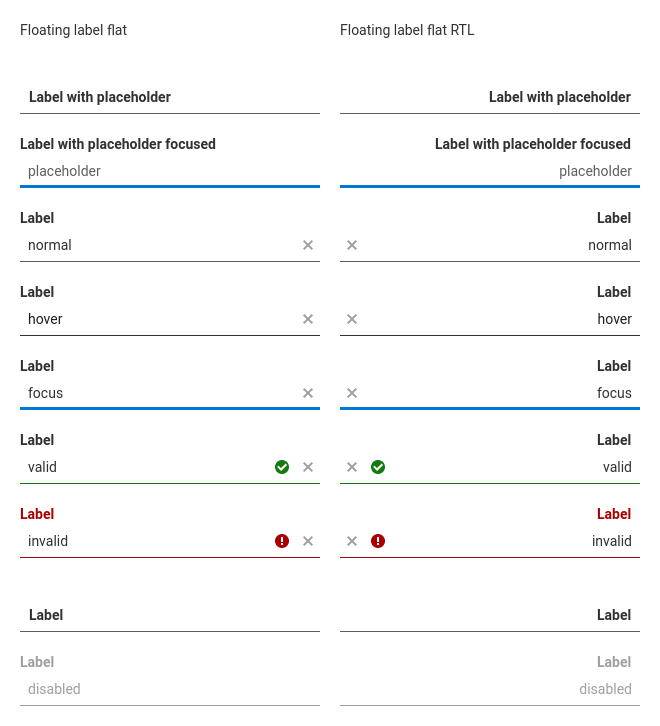 Floating label flat
Label with placeholder
Label with placeholder focused
placeholder
Label
normal
Label
hover
Label
focus
Label
valid
Label
invalid
Label
Label
disabled
Floating label flat RTL
Label with placeholder
Label with placeholder focused
placeholder
Label
normal
Label
hover
Label
focus
Label
valid
Label
invalid
Label
Label
disabled